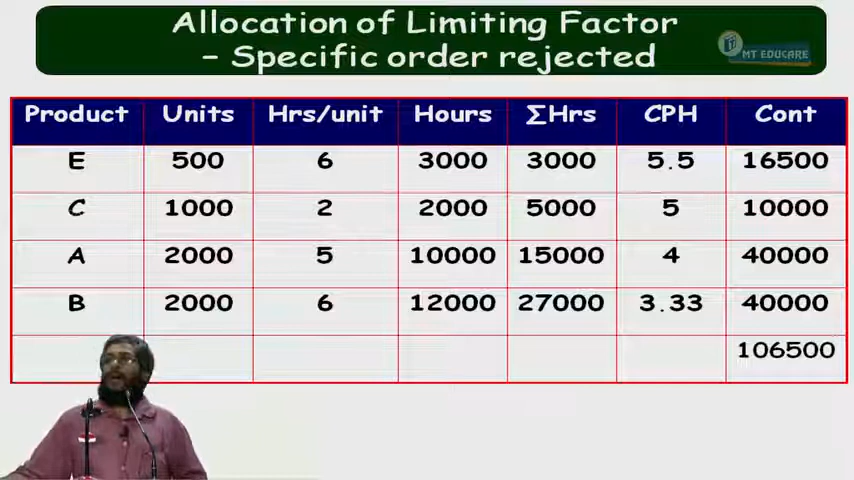 Allocation of Limiting Factor
– Specific order rejected
MT EDUCARE
Product Units Hrs/unit Hours ∑Hrs CPH Cont
E 500 6 3000 3000 5.5 16500
C 1000 2 2000 5000 5 10000
A 2000 5 10000 15000 4 40000
B 2000 6 12000 27000 3.33 40000
106500